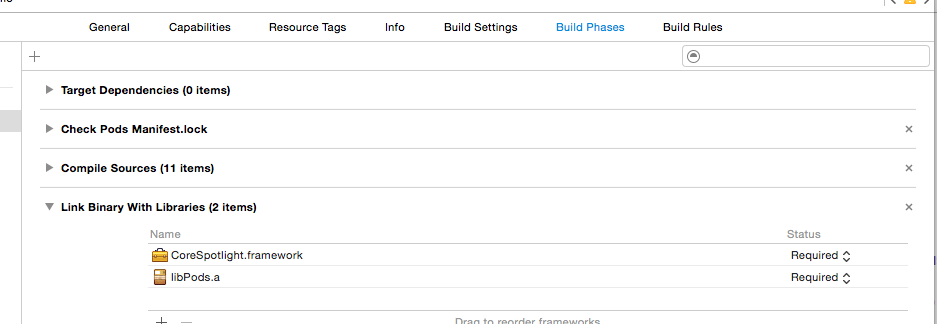 General Capabilities Resource Tags Info Build Settings Build Phases Build Rules
Target Dependencies (0 items)
Check Pods Manifest.lock
Compile Sources (11 items)
Link Binary With Libraries (2 items)
Name Status
CoreSpotlight.framework Required
libPods.a Required
Drag to reorder frameworks